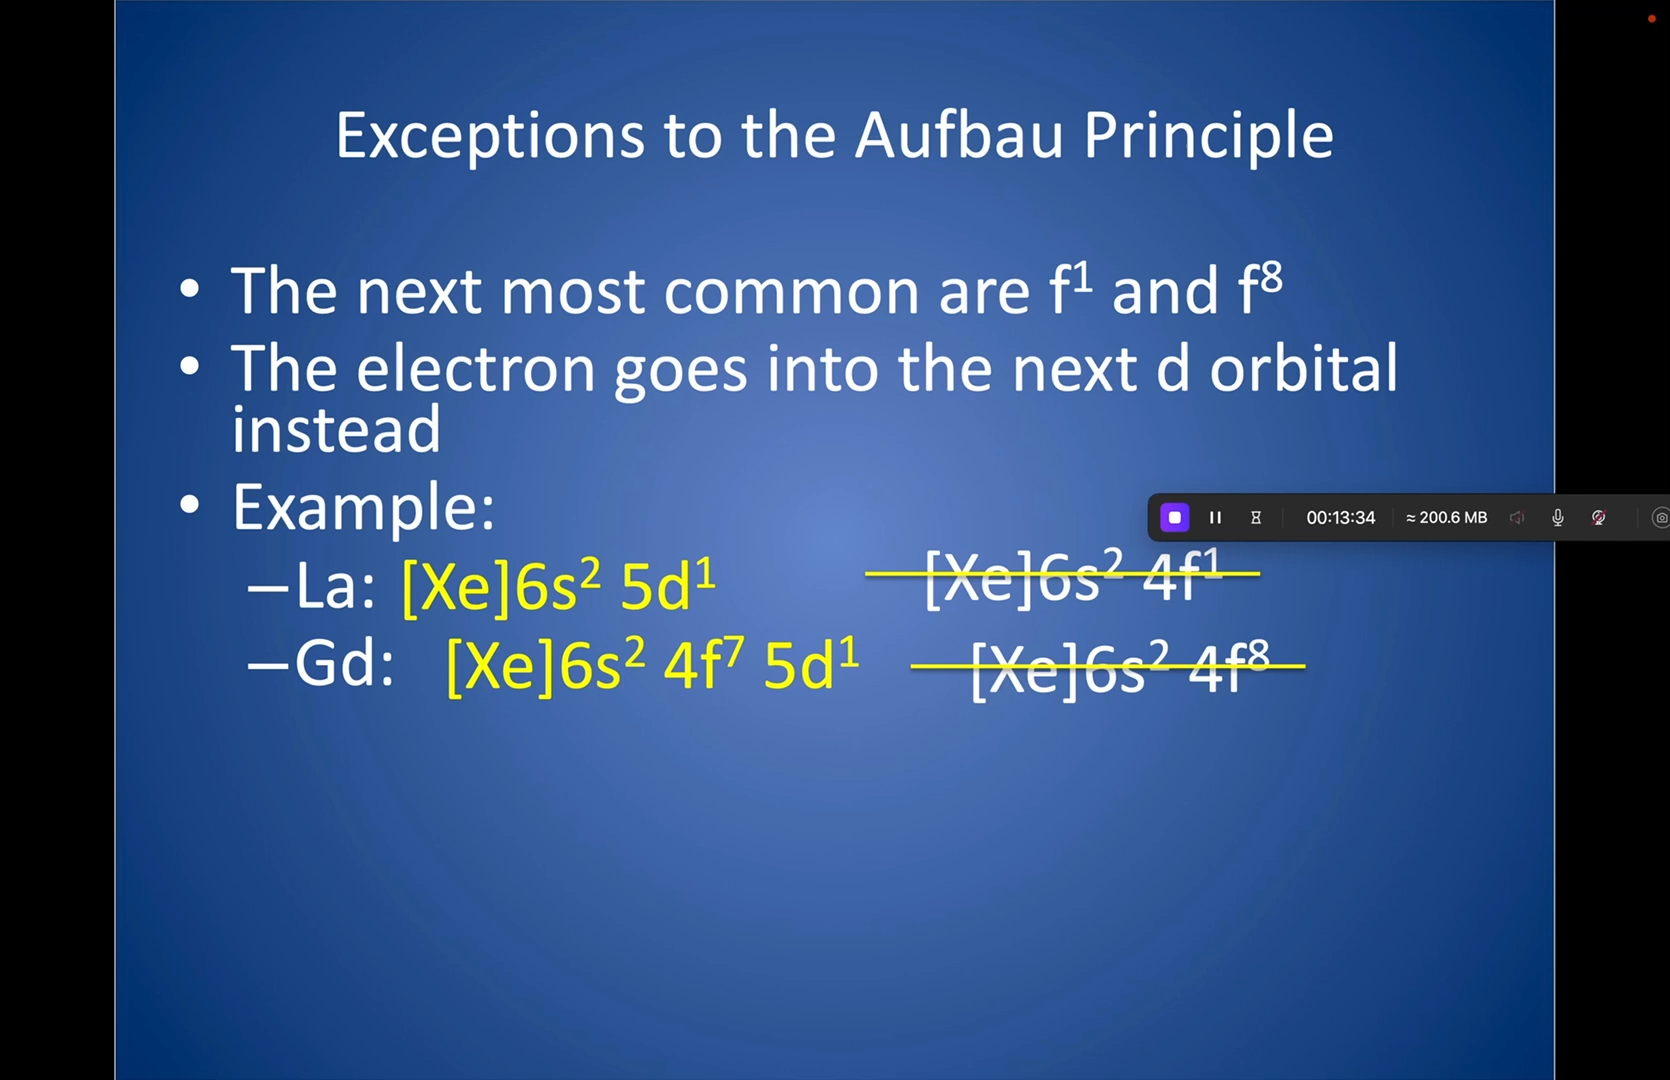 Exceptions to the Aufbau Principle
• The next most common are f¹ and f⁸
• The electron goes into the next d orbital
instead
• Example:
00:13:34 ≈ 200.6 MB
–La: [Xe]6s² 5d¹ [Xe]6s² 4f¹
–Gd: [Xe]6s² 4f⁷ 5d¹ [Xe]6s² 4f⁸